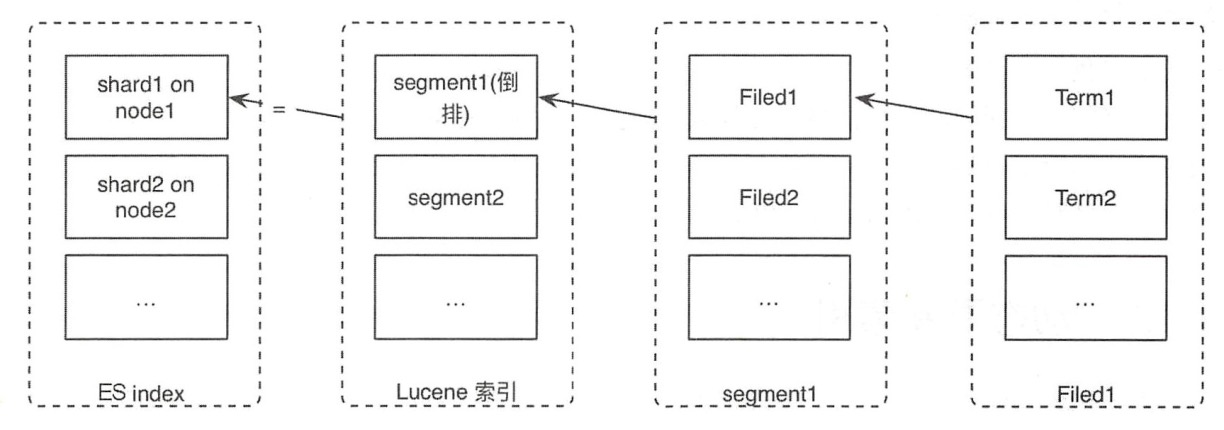 shard1 on
node1
shard2 on
node2
...
ES index
=
segment1(倒
排)
segment2
...
Lucene 索引
Filed1
Filed2
...
segment1
Term1
Term2
...
Filed1